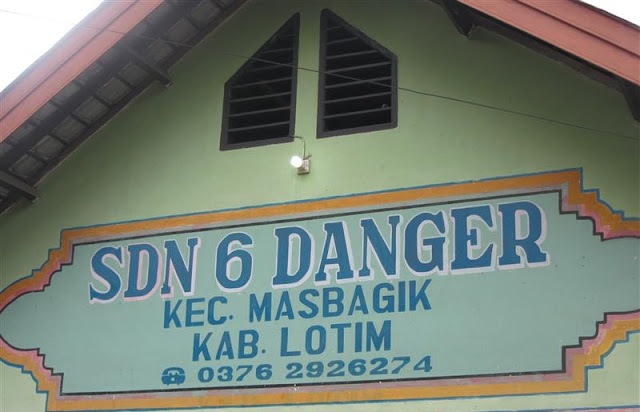 SDN 6 DANGER
KEC. MASBAGIK
KAB. LOTIM
☎ 0376 2926274